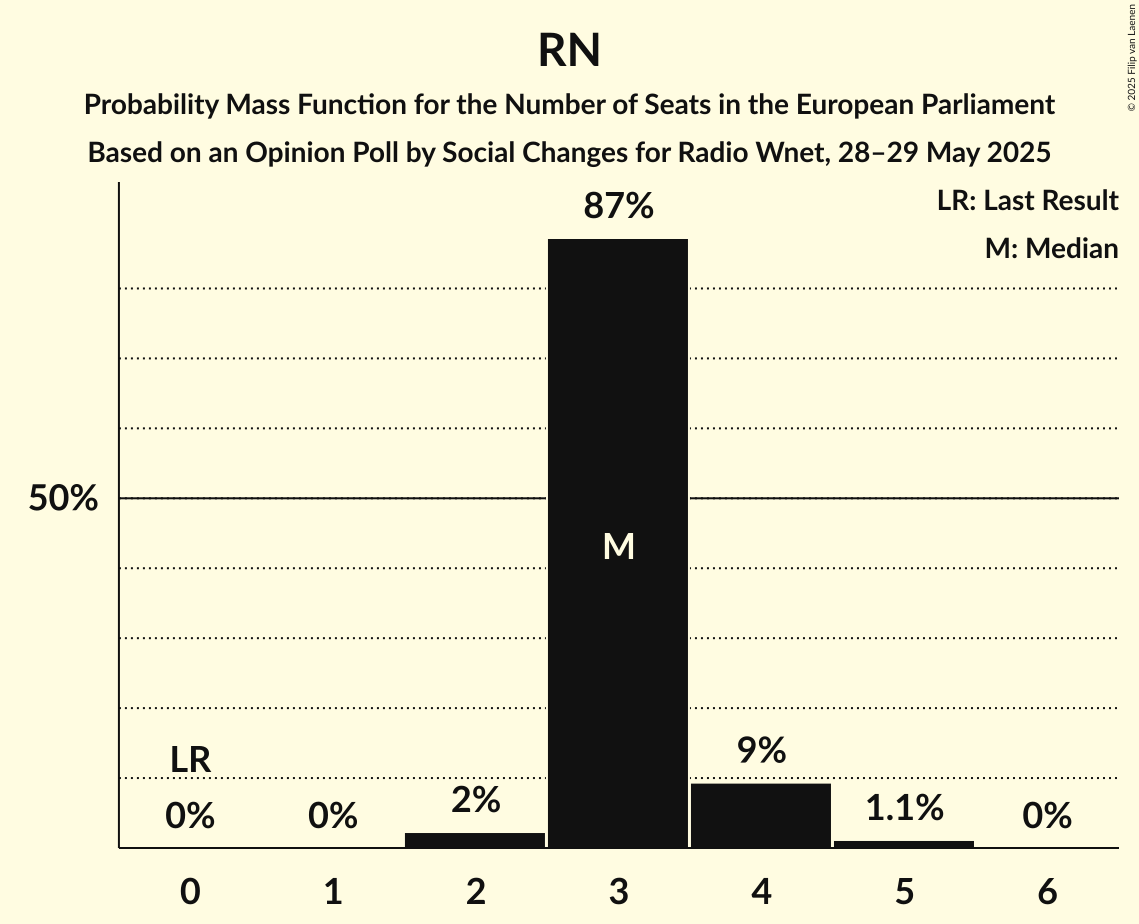 RN
Probability Mass Function for the Number of Seats in the European Parliament
Based on an Opinion Poll by Social Changes for Radio Wnet, 28–29 May 2025
© 2025 Filip van Laenen
LR: Last Result
M: Median
87%
50%
M
LR
0%
0%
2%
9%
1.1%
0%
0
1
2
3
4
5
6